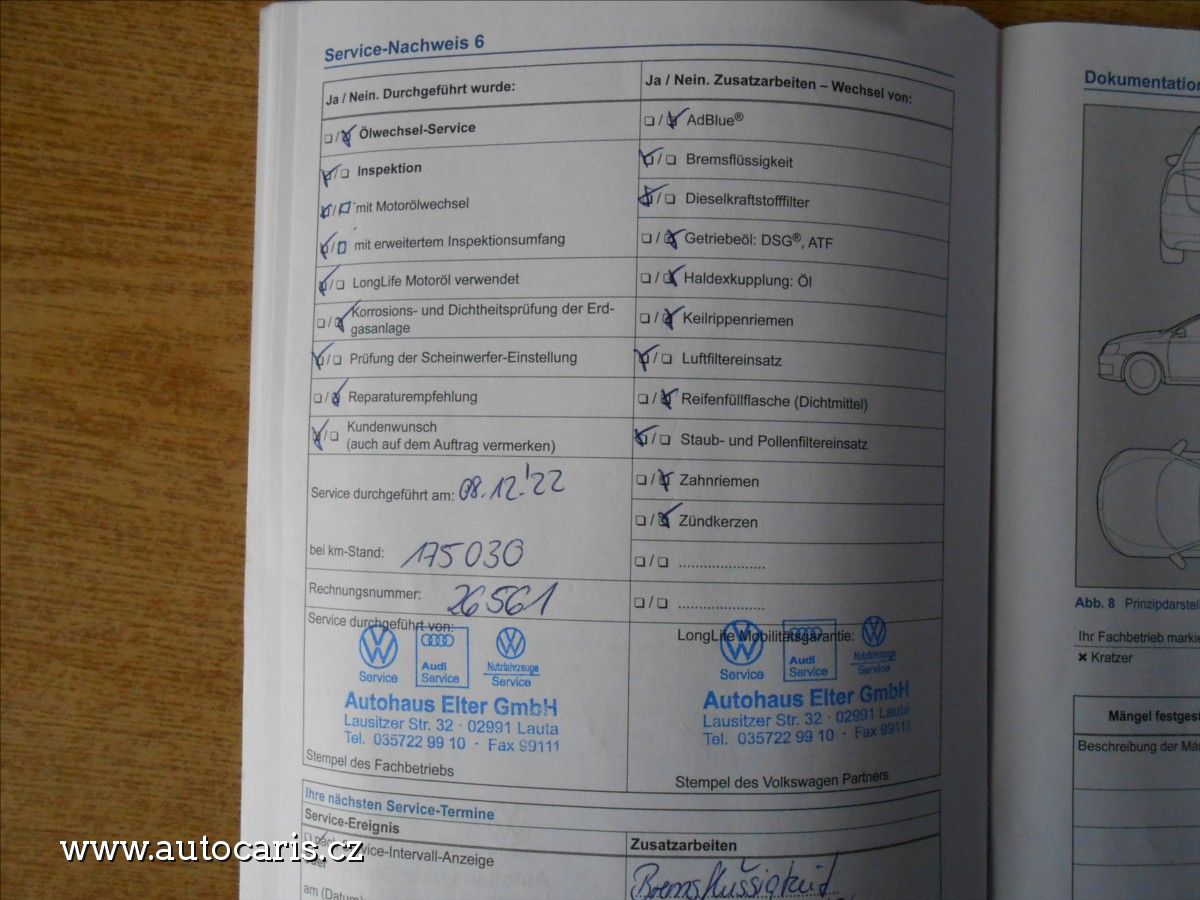 Service-Nachweis 6
Ja / Nein. Durchgeführt wurde:
☐/☒ Ölwechsel-Service
☒/☐ Inspektion
☒/☐ mit Motorölwechsel
☒/☐ mit erweitertem Inspektionsumfang
☒/☐ LongLife Motoröl verwendet
☐/☒ Korrosions- und Dichtheitsprüfung der Erd-
gasanlage
☒/☐ Prüfung der Scheinwerfer-Einstellung
☐/☒ Reparaturempfehlung
☒/☐ Kundenwunsch
(auch auf dem Auftrag vermerken)
Service durchgeführt am: 08.12.'22
bei km-Stand: 175030
Rechnungsnummer: 26561
Service durchgeführt von:
Service
Audi
Service
Nutzfahrzeuge
Service
Autohaus Elter GmbH
Lausitzer Str. 32 · 02991 Lauta
Tel. 035722 99 10 · Fax 99111
Stempel des Fachbetriebs
Ja / Nein. Zusatzarbeiten – Wechsel von:
☐/☒ AdBlue®
☒/☐ Bremsflüssigkeit
☒/☐ Dieselkraftstofffilter
☐/☒ Getriebeöl: DSG®, ATF
☐/☒ Haldexkupplung: Öl
☐/☒ Keilrippenriemen
☒/☐ Luftfiltereinsatz
☐/☒ Reifenfüllflasche (Dichtmittel)
☒/☐ Staub- und Pollenfiltereinsatz
☐/☒ Zahnriemen
☐/☒ Zündkerzen
☐/☐ ......................
☐/☐ ......................
LongLife Mobilitätsgarantie:
Service
Audi
Service
Nutzfahrzeuge
Service
Autohaus Elter GmbH
Lausitzer Str. 32 · 02991 Lauta
Tel. 035722 99 10 · Fax 99111
Stempel des Volkswagen Partners
Ihre nächsten Service-Termine
Service-Ereignis
nach Service-Intervall-Anzeige
oder
am (Datum)
Zusatzarbeiten
Bremsflüssigkeit
Dokumentation
Abb. 8 Prinzipdarstel
Ihr Fachbetrieb markie
× Kratzer
Mängel festgest
Beschreibung der Mä
www.autocaris.cz